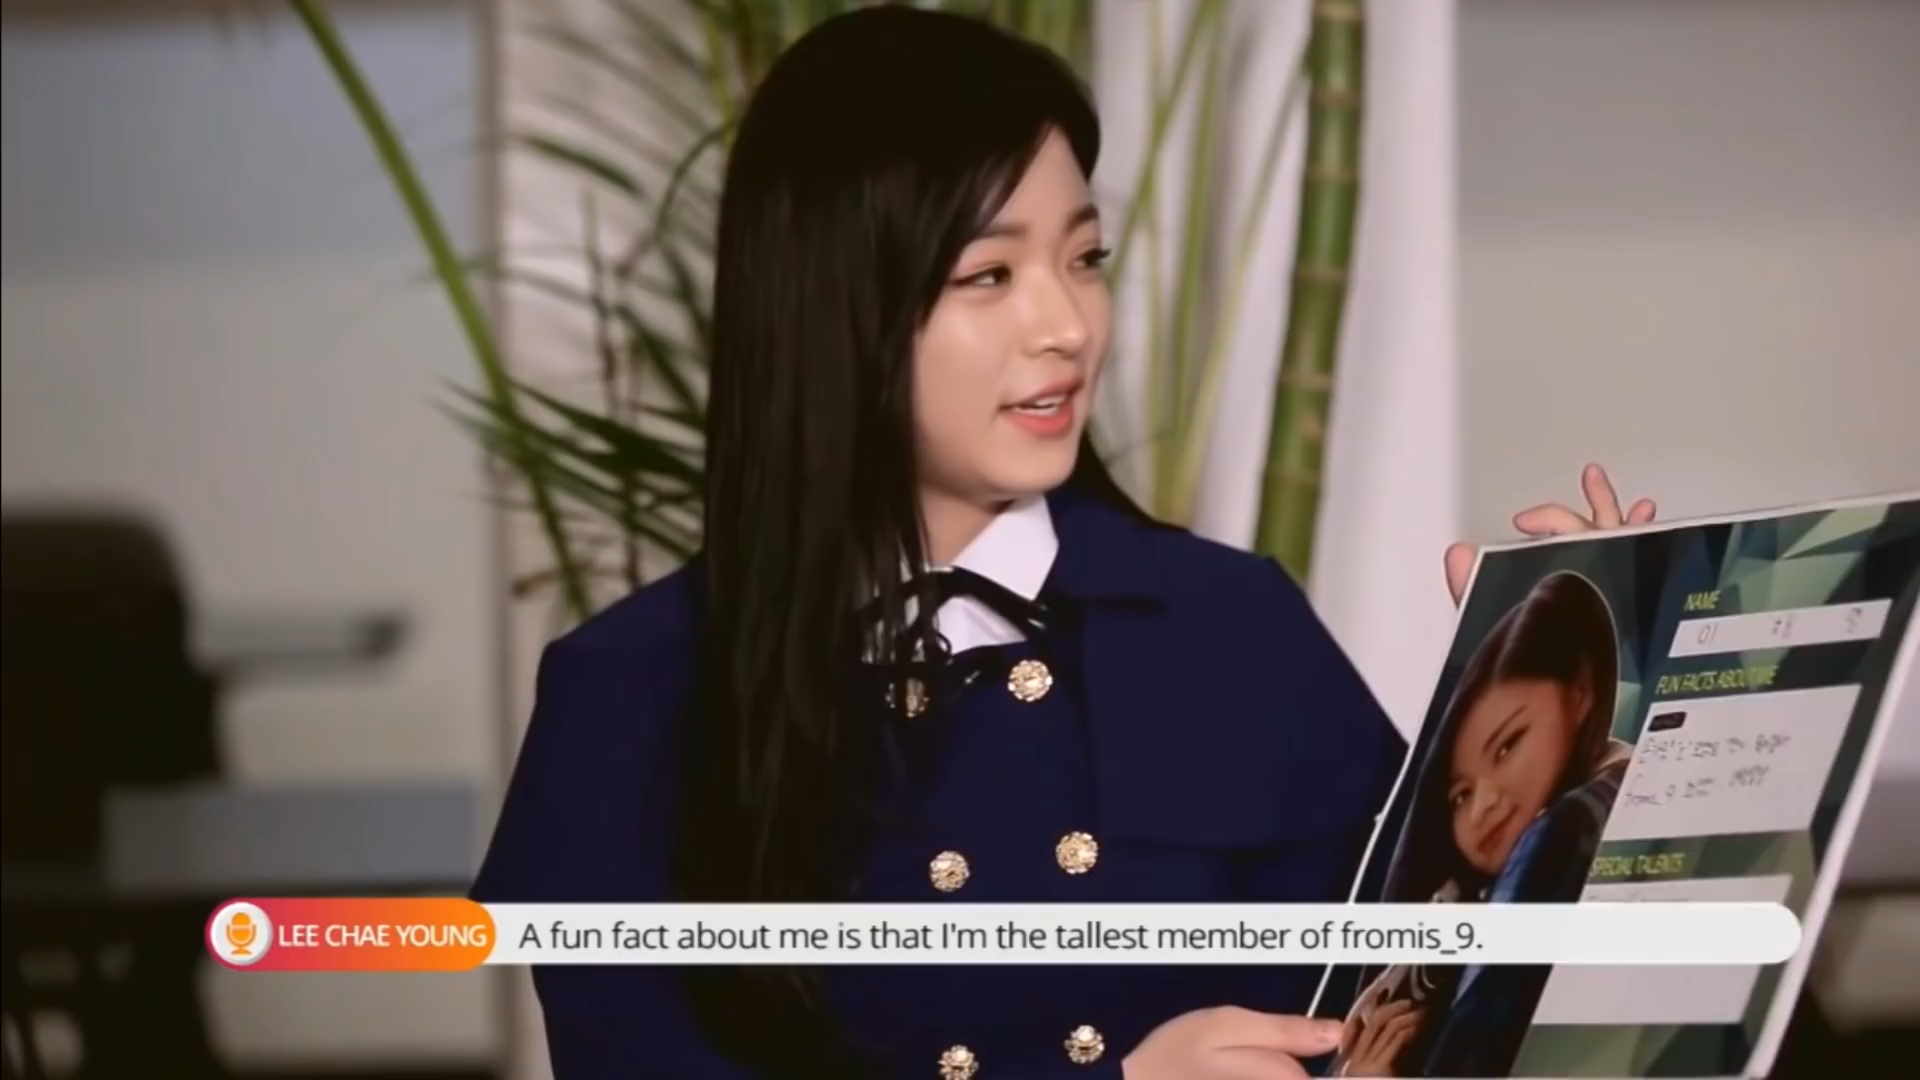 NAME
이 채 영
FUN FACTS ABOUT ME
SPECIAL TALENTS
LEE CHAE YOUNG A fun fact about me is that I'm the tallest member of fromis_9.